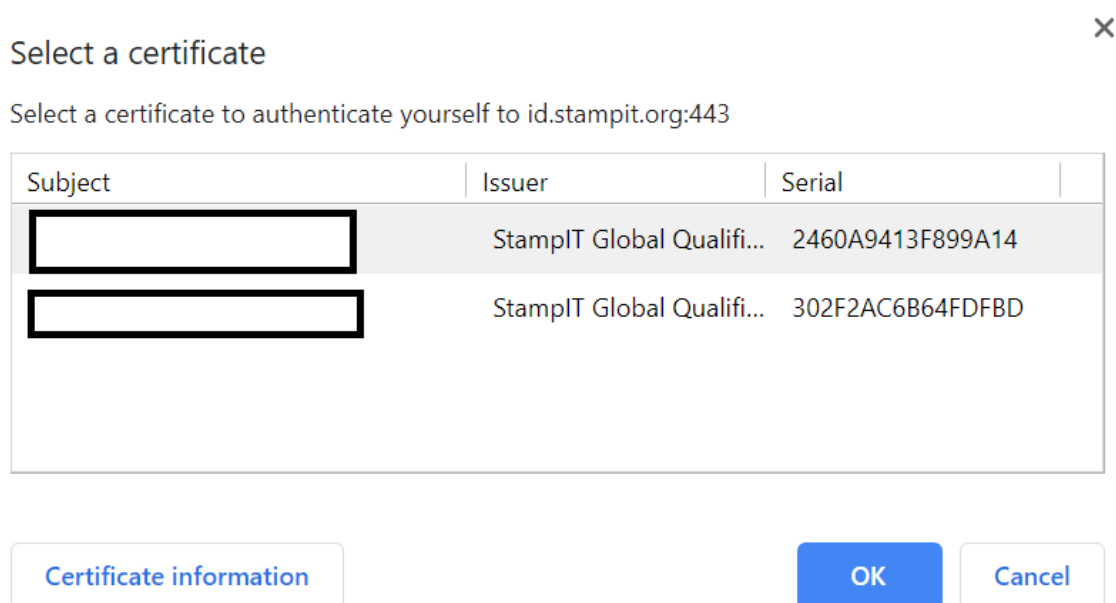 Select a certificate
Select a certificate to authenticate yourself to id.stampit.org:443
Subject Issuer Serial
StampIT Global Qualifi... 2460A9413F899A14
StampIT Global Qualifi... 302F2AC6B64FDFBD
Certificate information OK Cancel